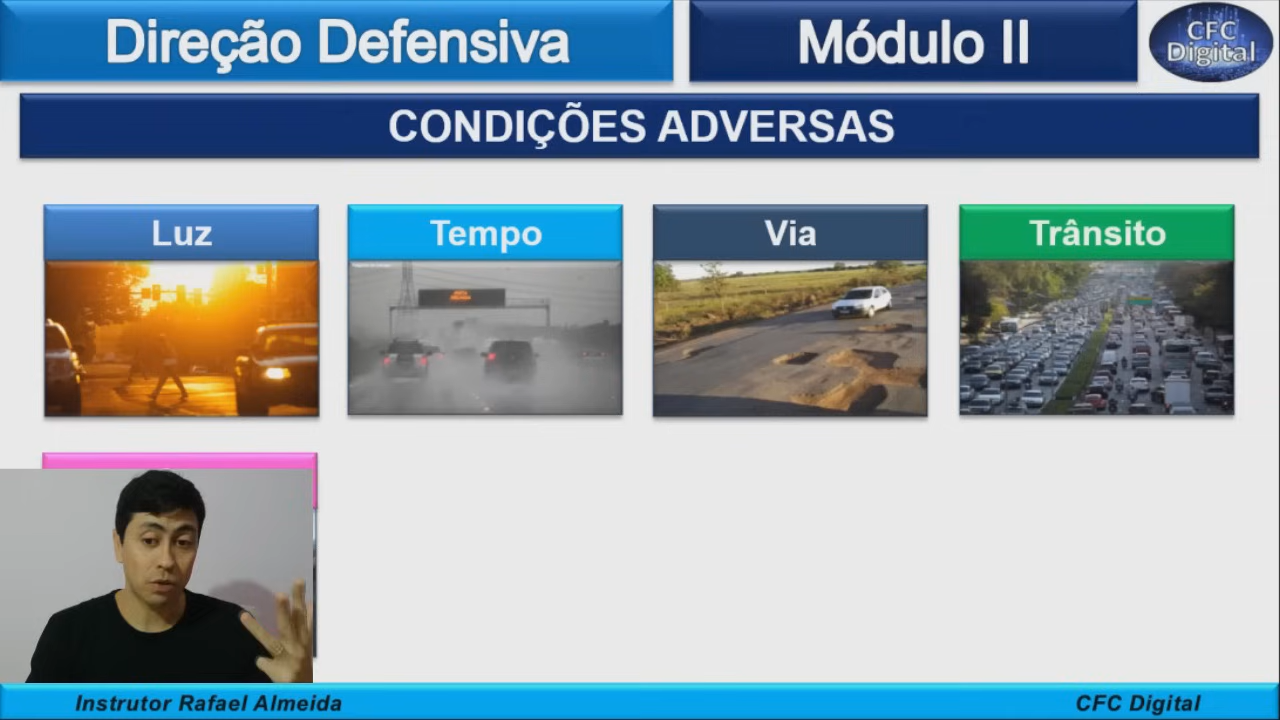 Direção Defensiva
Módulo II
CFC
Digital
CONDIÇÕES ADVERSAS
Luz
Tempo
Via
Trânsito
Instrutor Rafael Almeida
CFC Digital